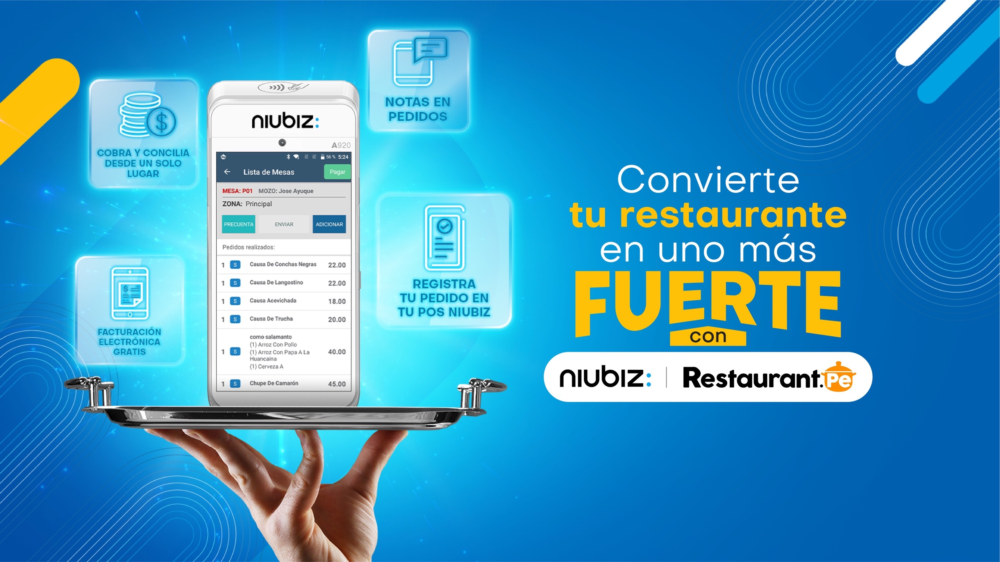 COBRA Y CONCILIA
DESDE UN SOLO
LUGAR
FACTURACIÓN
ELECTRÓNICA
GRATIS
niubiz:
A920
56 % 5:24
Lista de Mesas
Pagar
MESA: P01 MOZO: Jose Ayuque
ZONA: Principal
PRECUENTA ENVIAR ADICIONAR
Pedidos realizados:
1 S Causa De Conchas Negras 22.00
1 S Causa De Langostino 22.00
1 S Causa Acevichada 18.00
1 S Causa De Trucha 20.00
como salamanto
(1) Arroz Con Pollo
1 S (1) Arroz Con Papa A La 40.00
Huancaina
(1) Cerveza A
1 S Chupe De Camarón 45.00
NOTAS EN
PEDIDOS
REGISTRA
TU PEDIDO EN
TU POS NIUBIZ
Convierte
tu restaurante
en uno más
FUERTE
con
niubiz: Restaurant.Pe